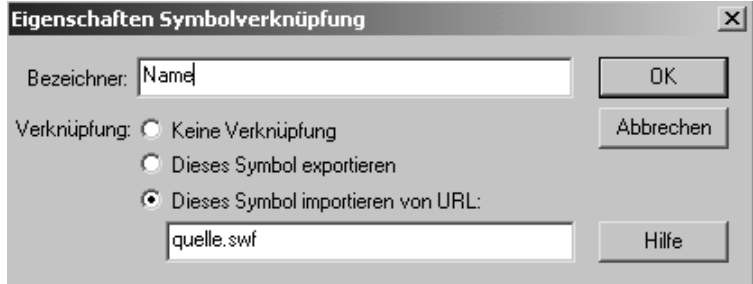 Eigenschaften Symbolverknüpfung
Bezeichner: Name OK
Verknüpfung: Keine Verknüpfung Abbrechen
Dieses Symbol exportieren
Dieses Symbol importieren von URL:
quelle.swf Hilfe